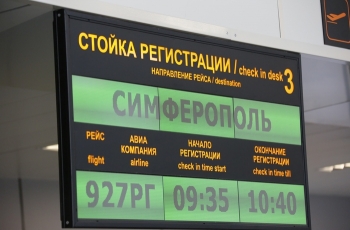 СТОЙКА РЕГИСТРАЦИИ / check in desk 3
НАПРАВЛЕНИЕ РЕЙСА / destination
СИМФЕРОПОЛЬ
РЕЙС
flight
АВИА
КОМПАНИЯ
airline
НАЧАЛО
РЕГИСТРАЦИИ
check in time start
ОКОНЧАНИЕ
РЕГИСТРАЦИИ
check in time till
927РГ 09:35 10:40